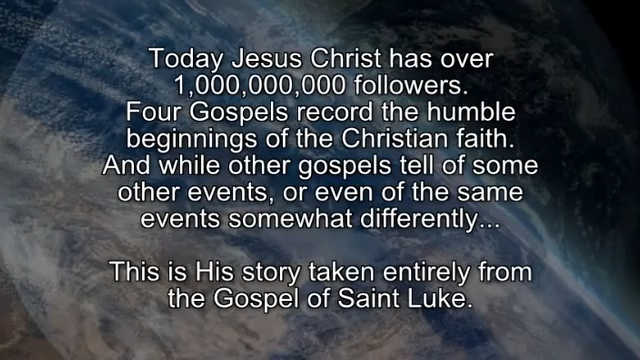 Today Jesus Christ has over
1,000,000,000 followers.
Four Gospels record the humble
beginnings of the Christian faith.
And while other gospels tell of some
other events, or even of the same
events somewhat differently...
This is His story taken entirely from
the Gospel of Saint Luke.